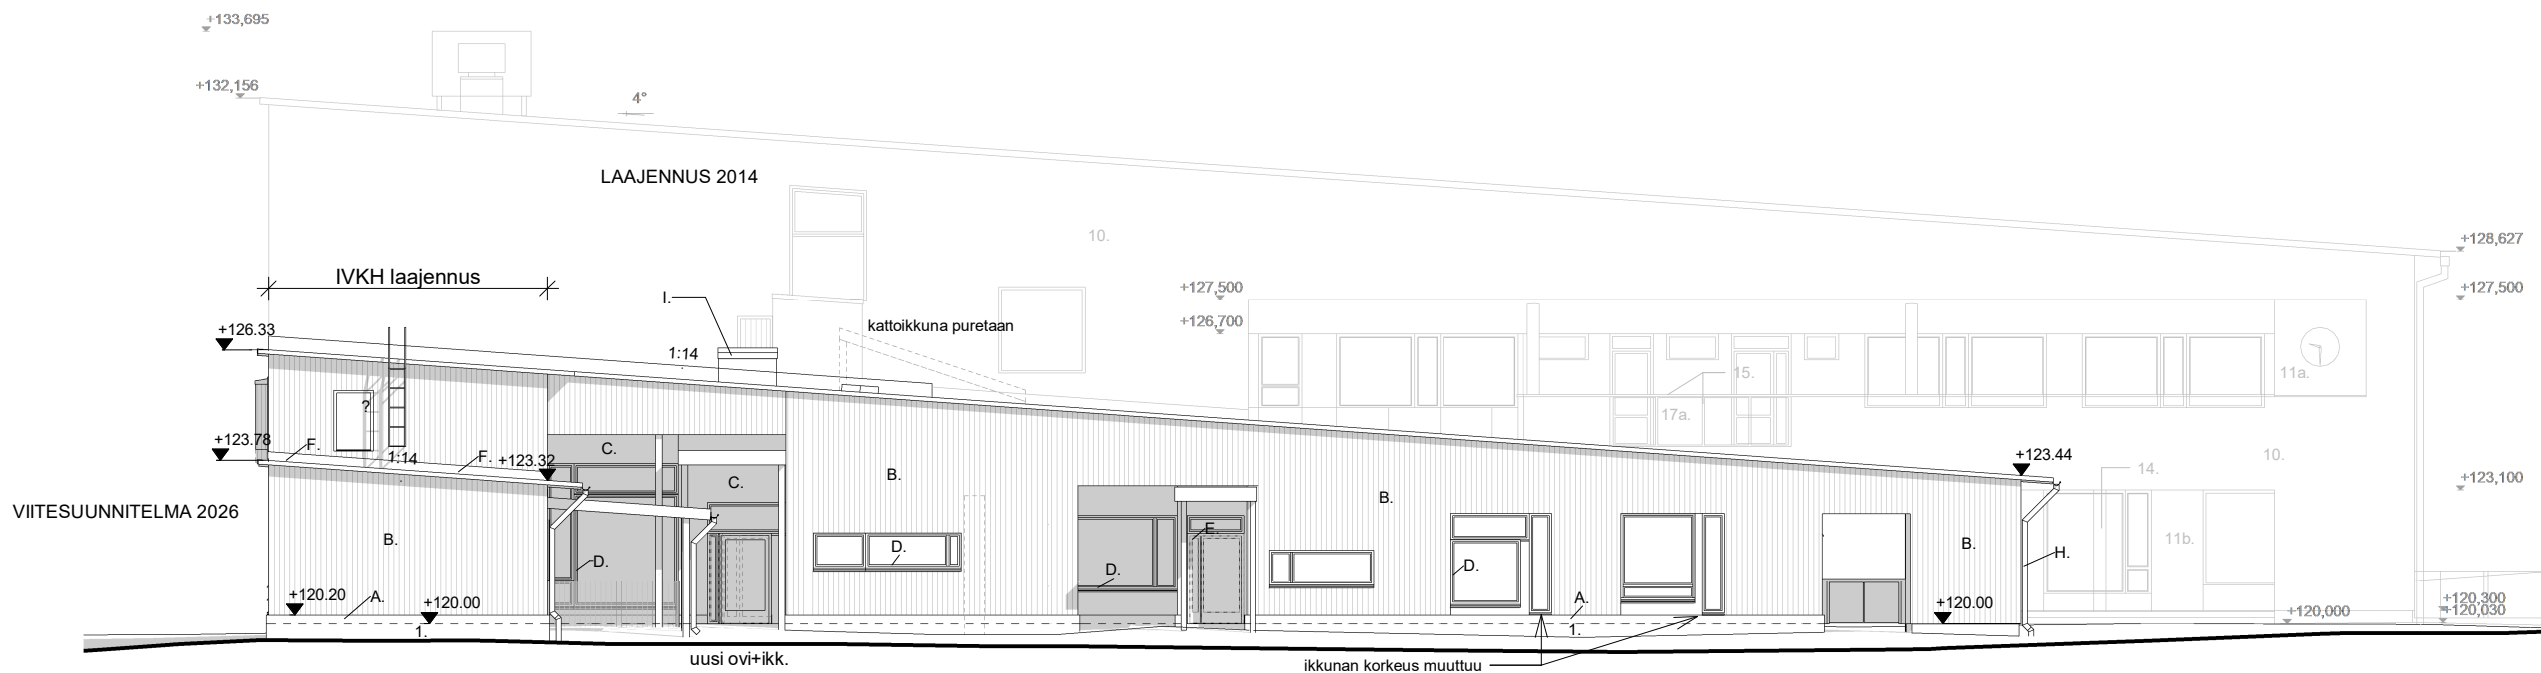 +133,695
+132,156
4°
LAAJENNUS 2014
10.
+128,627
IVKH laajennus
I.
+127,500
+127,500
+126,700
kattoikkuna puretaan
+126.33
1:14
15.
11a.
?
17a.
+123.78
F.
1:14
F.
+123.32
C.
C.
B.
B.
+123.44
14.
10.
+123,100
VIITESUUNNITELMA 2026
B.
D.
D.
D.
E.
D.
B.
H.
11b.
+120.20
A.
+120.00
1.
A.
1.
+120.00
+120,000
+120,300
+120,030
uusi ovi+ikk.
ikkunan korkeus muuttuu